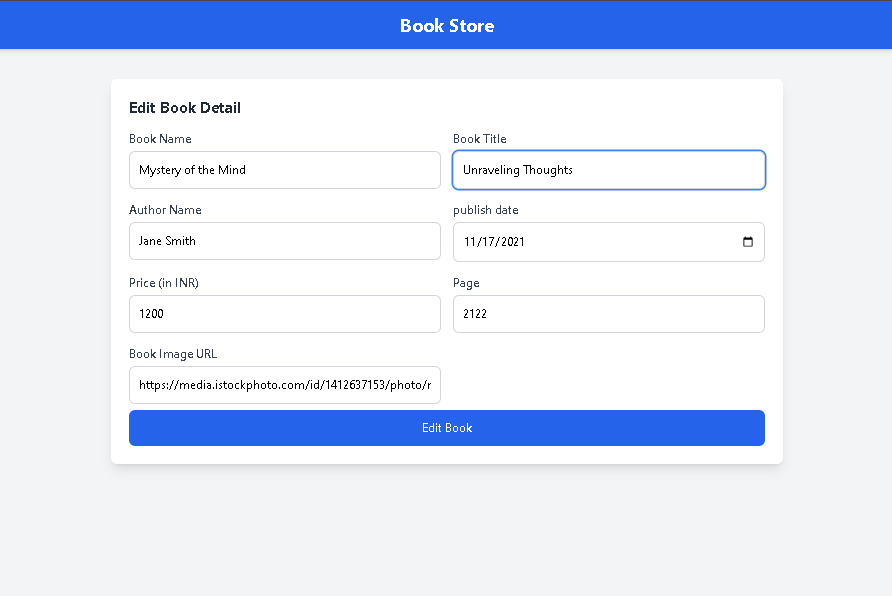 Book Store
Edit Book Detail
Book Name
Book Title
Mystery of the Mind
Unraveling Thoughts
Author Name
publish date
Jane Smith
11/17/2021
Price (in INR)
Page
1200
2122
Book Image URL
https://media.istockphoto.com/id/1412637153/photo/r
Edit Book